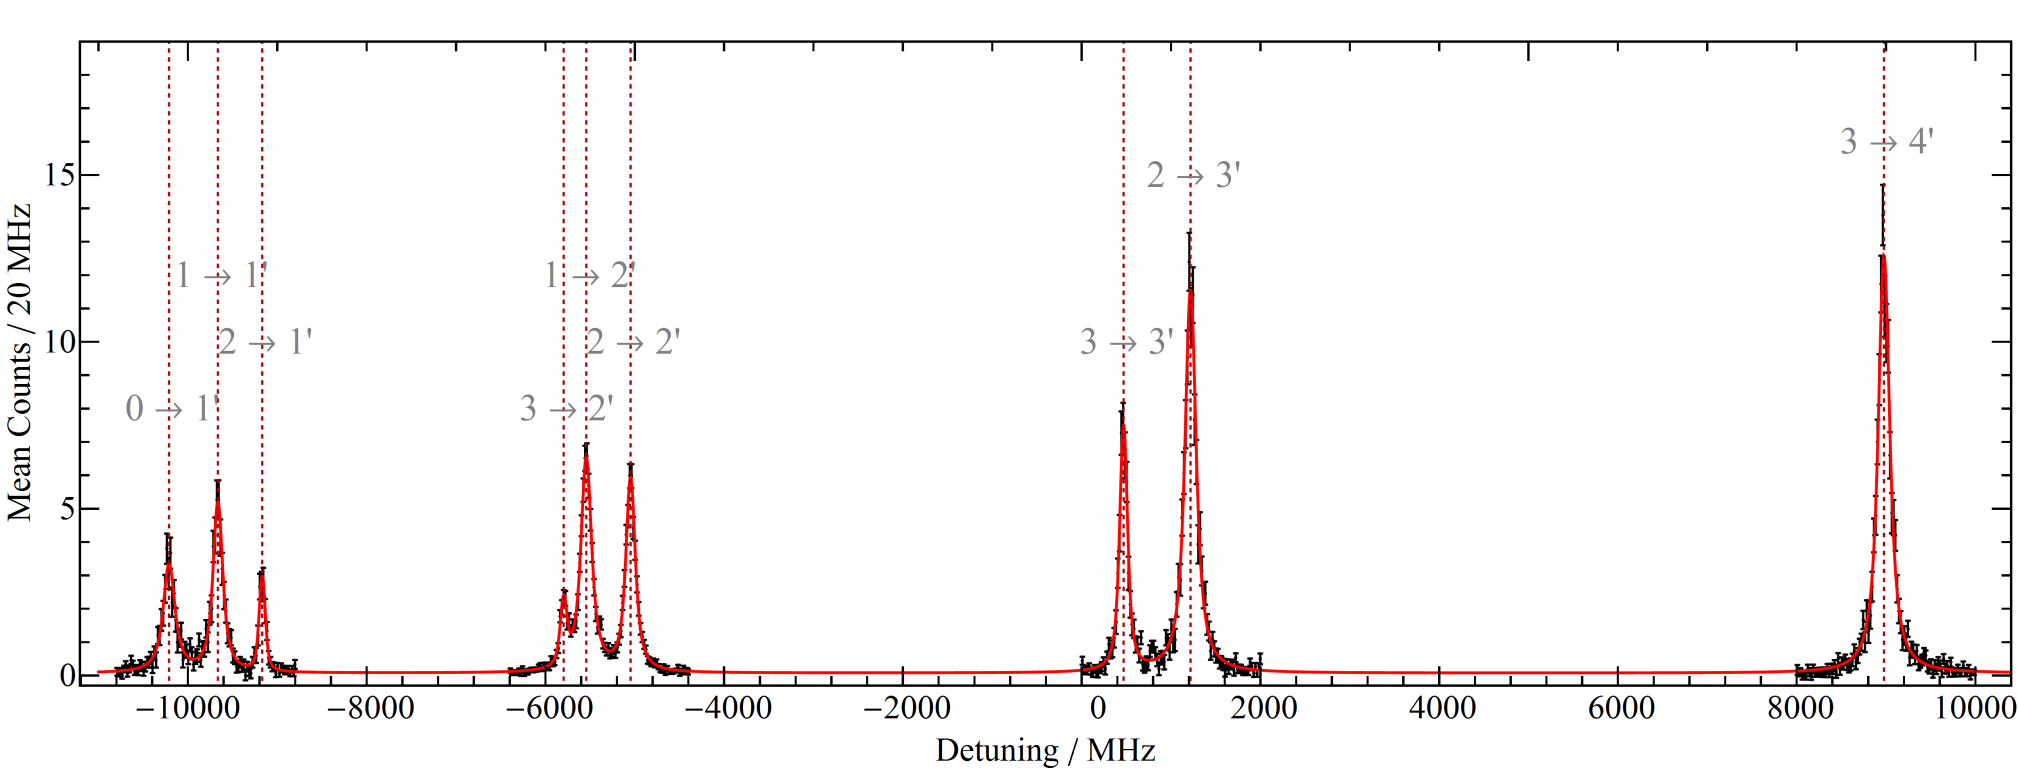 3 → 4'
2 → 3'
15
1 → 1'
1 → 2'
2 → 1'
2 → 2'
3 → 3'
10
0 → 1'
3 → 2'
5
0
Mean Counts / 20 MHz
−10000 −8000 −6000 −4000 −2000 0 2000 4000 6000 8000 10000
Detuning / MHz